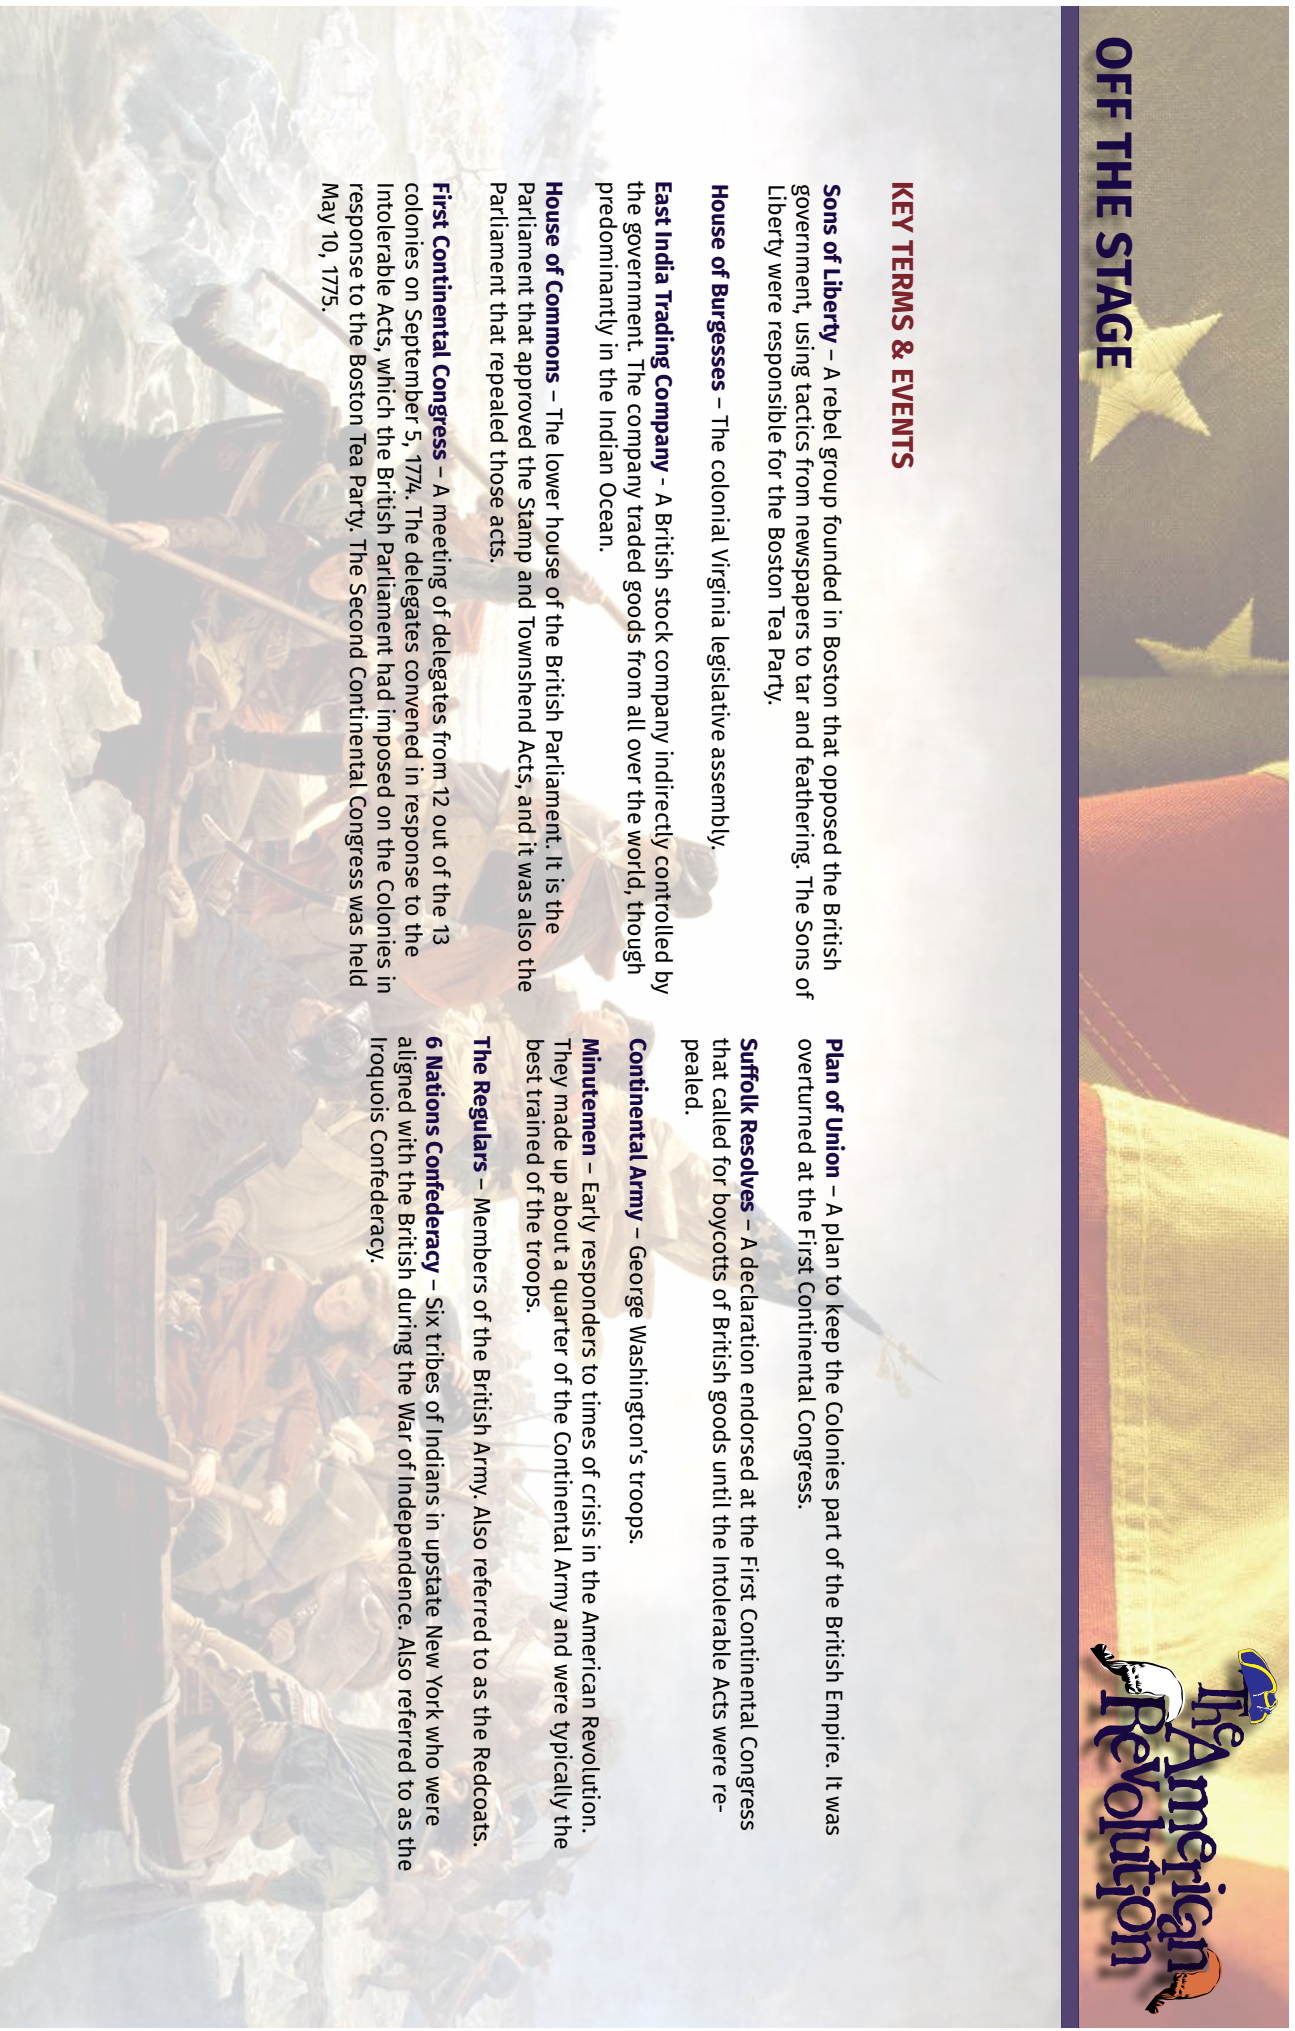 OFF THE STAGE
The American
Revolution
KEY TERMS & EVENTS
Sons of Liberty – A rebel group founded in Boston that opposed the British
government, using tactics from newspapers to tar and feathering. The Sons of
Liberty were responsible for the Boston Tea Party.
House of Burgesses – The colonial Virginia legislative assembly.
East India Trading Company - A British stock company indirectly controlled by
the government. The company traded goods from all over the world, though
predominantly in the Indian Ocean.
House of Commons – The lower house of the British Parliament. It is the
Parliament that approved the Stamp and Townshend Acts, and it was also the
Parliament that repealed those acts.
First Continental Congress – A meeting of delegates from 12 out of the 13
colonies on September 5, 1774. The delegates convened in response to the
Intolerable Acts, which the British Parliament had imposed on the Colonies in
response to the Boston Tea Party. The Second Continental Congress was held
May 10, 1775.
Plan of Union – A plan to keep the Colonies part of the British Empire. It was
overturned at the First Continental Congress.
Suffolk Resolves – A declaration endorsed at the First Continental Congress
that called for boycotts of British goods until the Intolerable Acts were re-
pealed.
Continental Army – George Washington's troops.
Minutemen – Early responders to times of crisis in the American Revolution.
They made up about a quarter of the Continental Army and were typically the
best trained of the troops.
The Regulars – Members of the British Army. Also referred to as the Redcoats.
6 Nations Confederacy – Six tribes of Indians in upstate New York who were
aligned with the British during the War of Independence. Also referred to as the
Iroquois Confederacy.